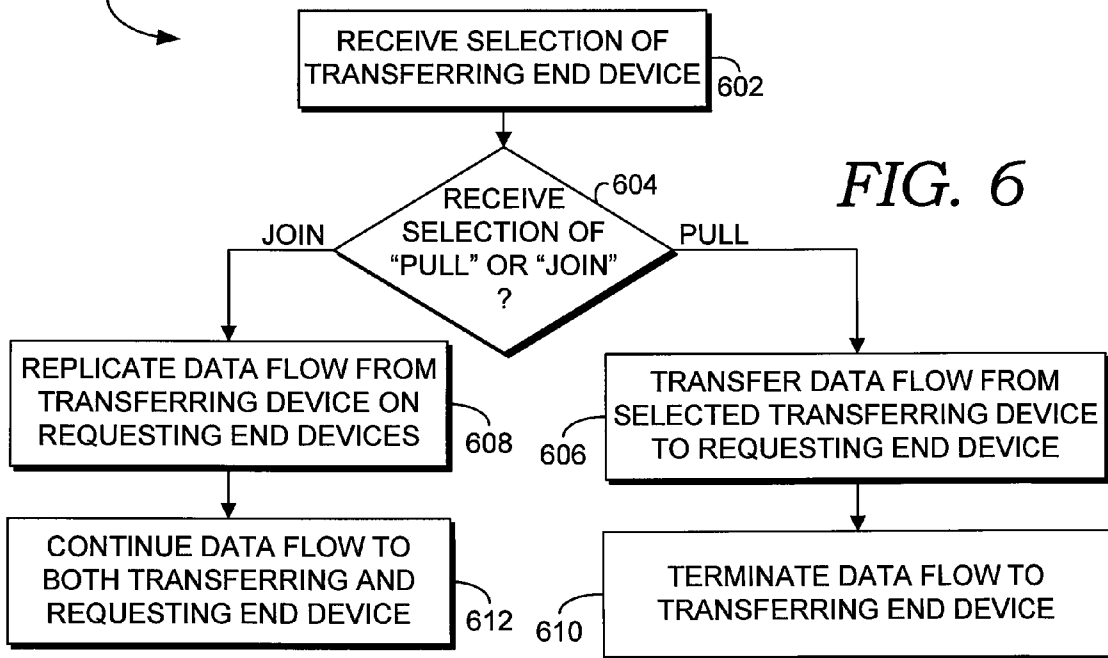 RECEIVE SELECTION OF
TRANSFERRING END DEVICE
602
FIG. 6
604
RECEIVE
SELECTION OF
“PULL” OR “JOIN”
?
JOIN
PULL
REPLICATE DATA FLOW FROM
TRANSFERRING DEVICE ON
REQUESTING END DEVICES
608
TRANSFER DATA FLOW FROM
SELECTED TRANSFERRING DEVICE
TO REQUESTING END DEVICE
606
CONTINUE DATA FLOW TO
BOTH TRANSFERRING AND
REQUESTING END DEVICE
612
TERMINATE DATA FLOW TO
TRANSFERRING END DEVICE
610